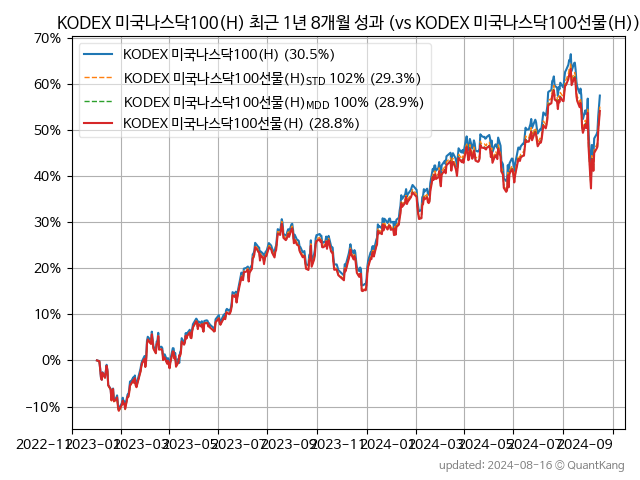 KODEX 미국나스닥100(H) 최근 1년 8개월 성과 (vs KODEX 미국나스닥100선물(H))
70%
60%
50%
40%
30%
20%
10%
0%
−10%
KODEX 미국나스닥100(H) (30.5%)
KODEX 미국나스닥100선물(H)STD 102% (29.3%)
KODEX 미국나스닥100선물(H)MDD 100% (28.9%)
KODEX 미국나스닥100선물(H) (28.8%)
2022-11 2023-01 2023-03 2023-05 2023-07 2023-09 2023-11 2024-01 2024-03 2024-05 2024-07 2024-09
updated: 2024-08-16 © QuantKang